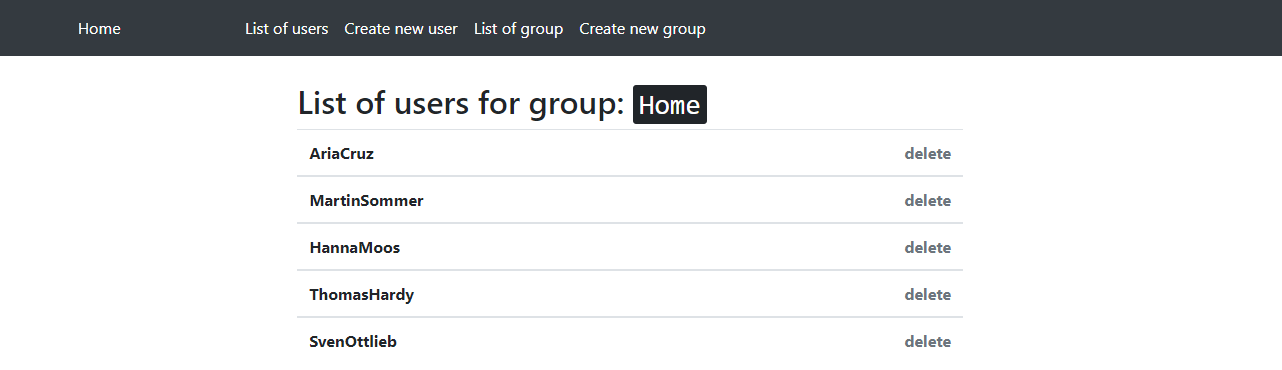 Home List of users Create new user List of group Create new group
List of users for group: Home
AriaCruz delete
MartinSommer delete
HannaMoos delete
ThomasHardy delete
SvenOttlieb delete